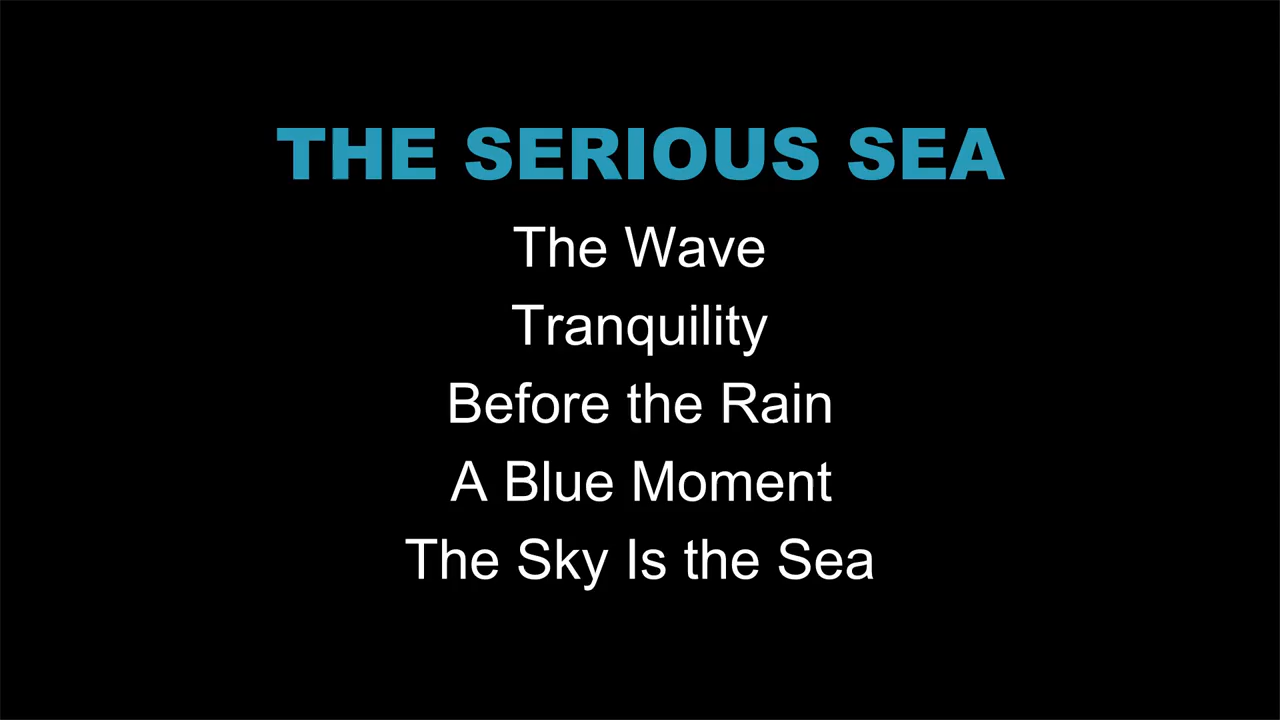 THE SERIOUS SEA
The Wave
Tranquility
Before the Rain
A Blue Moment
The Sky Is the Sea